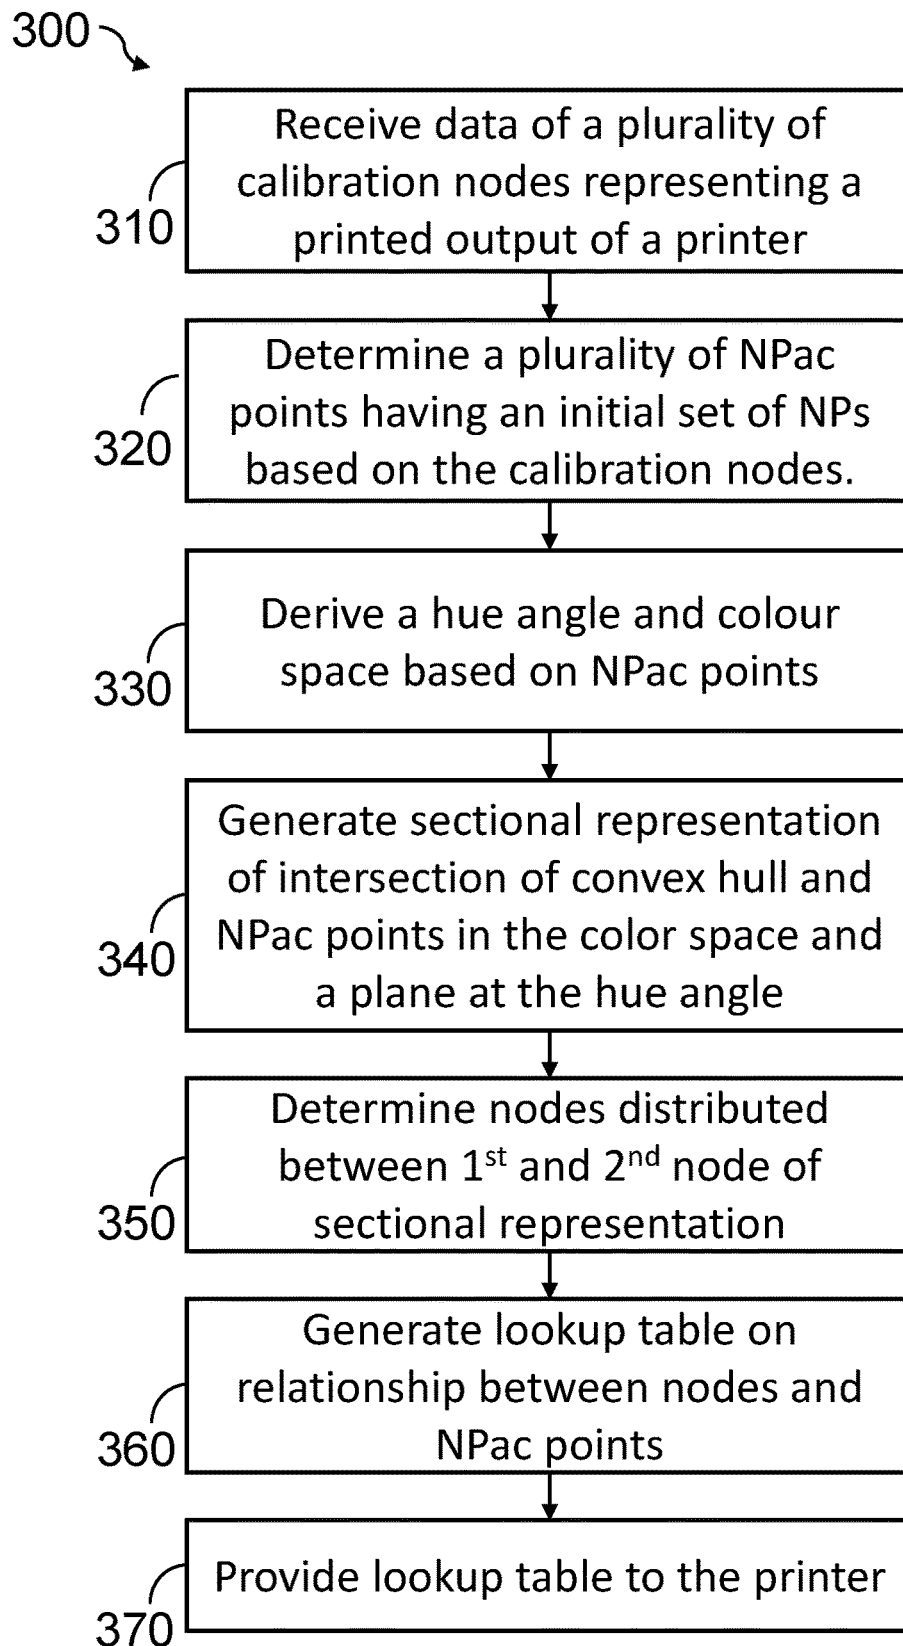 300
Receive data of a plurality of
calibration nodes representing a
printed output of a printer
310
Determine a plurality of NPac
points having an initial set of NPs
based on the calibration nodes.
320
Derive a hue angle and colour
space based on NPac points
330
Generate sectional representation
of intersection of convex hull and
NPac points in the color space and
a plane at the hue angle
340
Determine nodes distributed
between 1st and 2nd node of
sectional representation
350
Generate lookup table on
relationship between nodes and
NPac points
360
Provide lookup table to the printer
370